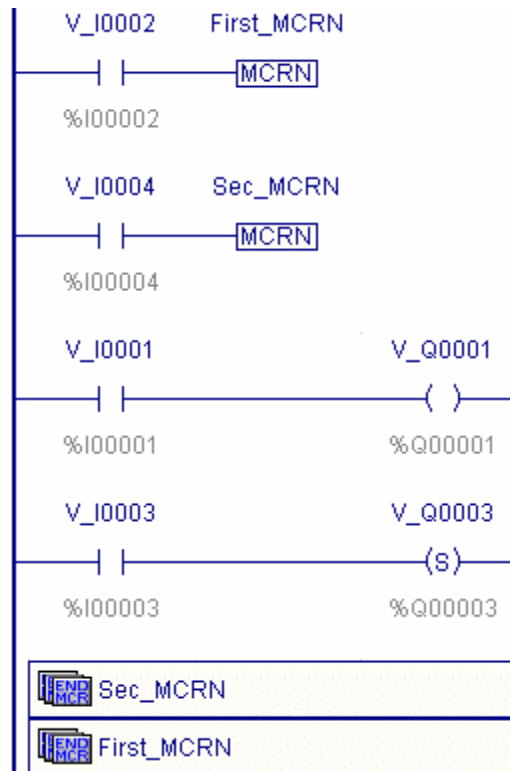 V_I0002 First_MCRN
MCRN
%I00002
V_I0004 Sec_MCRN
MCRN
%I00004
V_I0001 V_Q0001
( )
%I00001 %Q00001
V_I0003 V_Q0003
(S)
%I00003 %Q00003
END MCR Sec_MCRN
END MCR First_MCRN